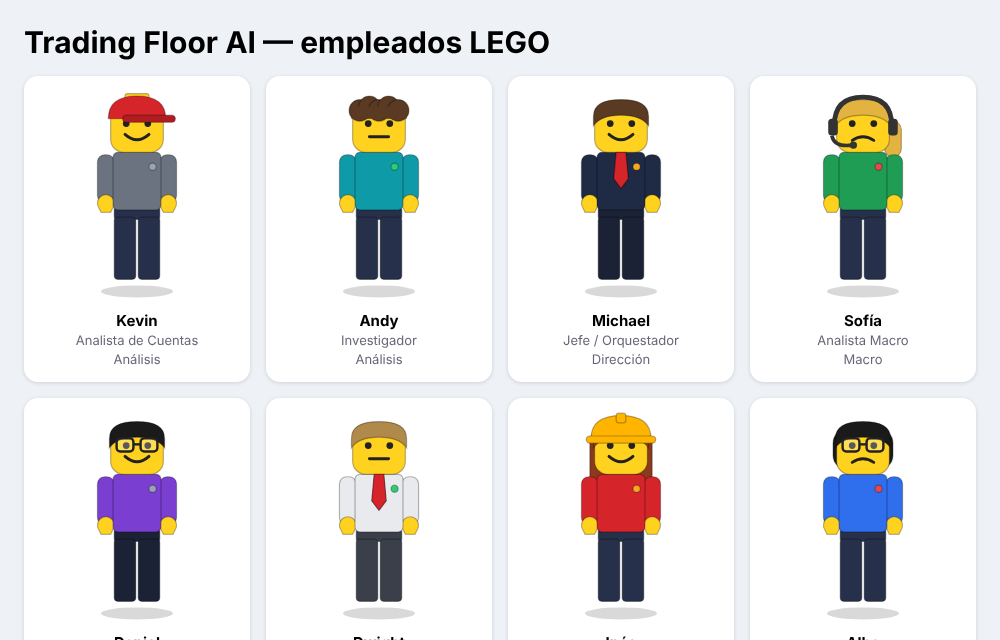 Trading Floor AI — empleados LEGO
Kevin
Analista de Cuentas
Análisis
Andy
Investigador
Análisis
Michael
Jefe / Orquestador
Dirección
Sofía
Analista Macro
Macro